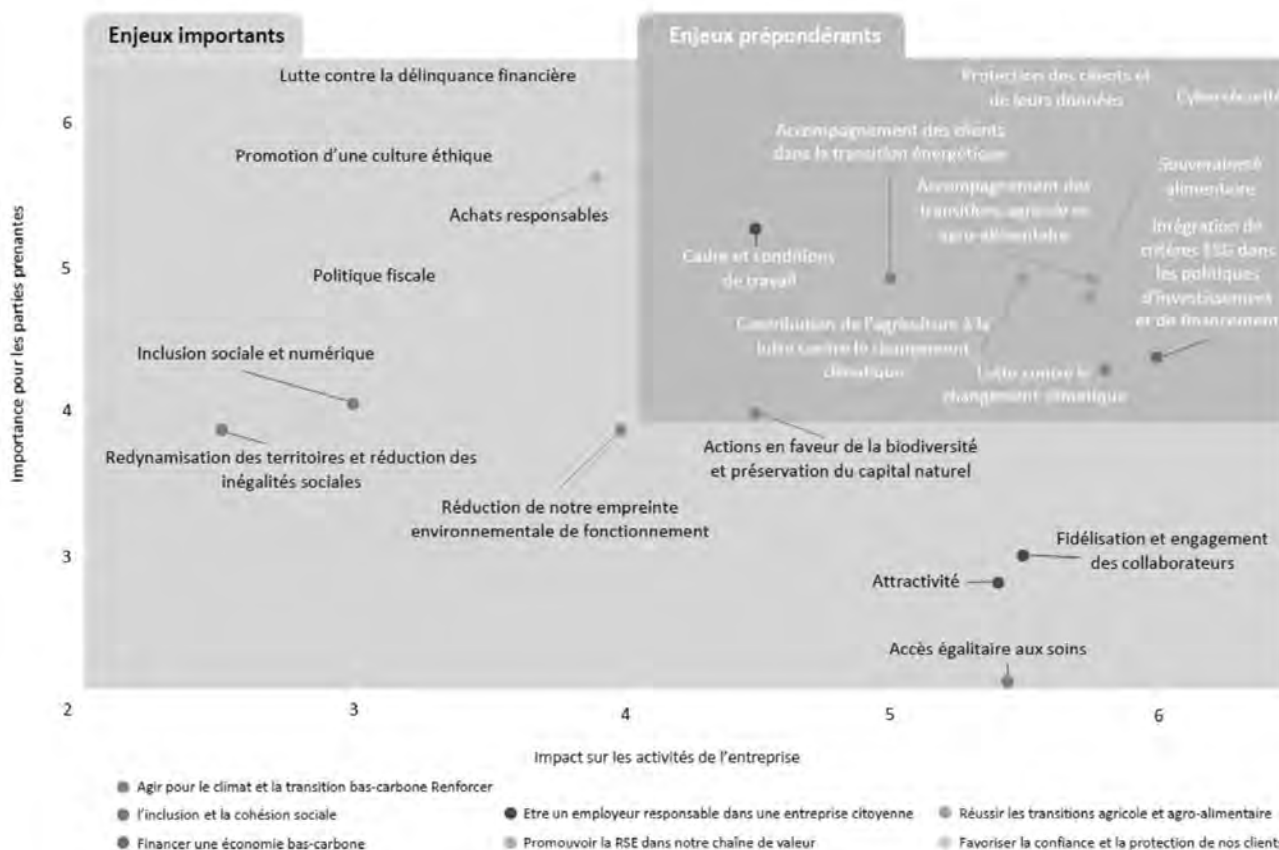 Enjeux importants
Enjeux prépondérants
Lutte contre la délinquance financière
Protection des clients et
de leurs données
Cybersécurité
6
Accompagnement des clients
dans la transition énergétique
Promotion d'une culture éthique
Souveraineté
alimentaire
Accompagnement des
transitions agricole et
agro-alimentaire
Achats responsables
Intégration de
critères ESG dans
les politiques
d'investissement
et de financement
Cadre et conditions
de travail
5
Politique fiscale
Contribution de l'agriculture à la
lutte contre le changement
climatique
Inclusion sociale et numérique
Lutte contre le
changement climatique
4
Redynamisation des territoires et réduction des
inégalités sociales
Actions en faveur de la biodiversité
et préservation du capital naturel
Réduction de notre empreinte
environnementale de fonctionnement
3
Fidélisation et engagement
des collaborateurs
Attractivité
Accès égalitaire aux soins
Importance pour les parties prenantes
2 3 4 5 6
Impact sur les activités de l'entreprise
Agir pour le climat et la transition bas-carbone Renforcer
l'inclusion et la cohésion sociale
Financer une économie bas-carbone
Etre un employeur responsable dans une entreprise citoyenne
Promouvoir la RSE dans notre chaîne de valeur
Réussir les transitions agricole et agro-alimentaire
Favoriser la confiance et la protection de nos clients